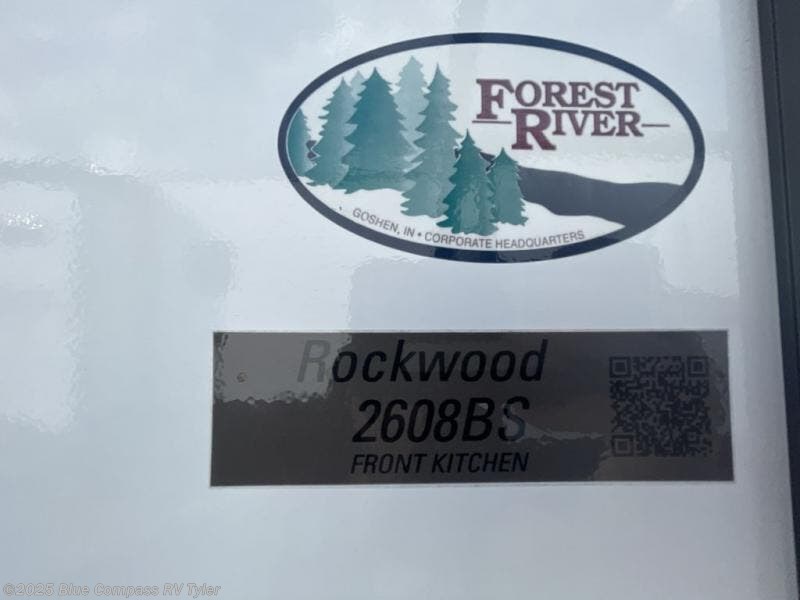 FOREST
RIVER
GOSHEN, IN • CORPORATE HEADQUARTERS
Rockwood
2608BS
FRONT KITCHEN
©2025 Blue Compass RV Tyler